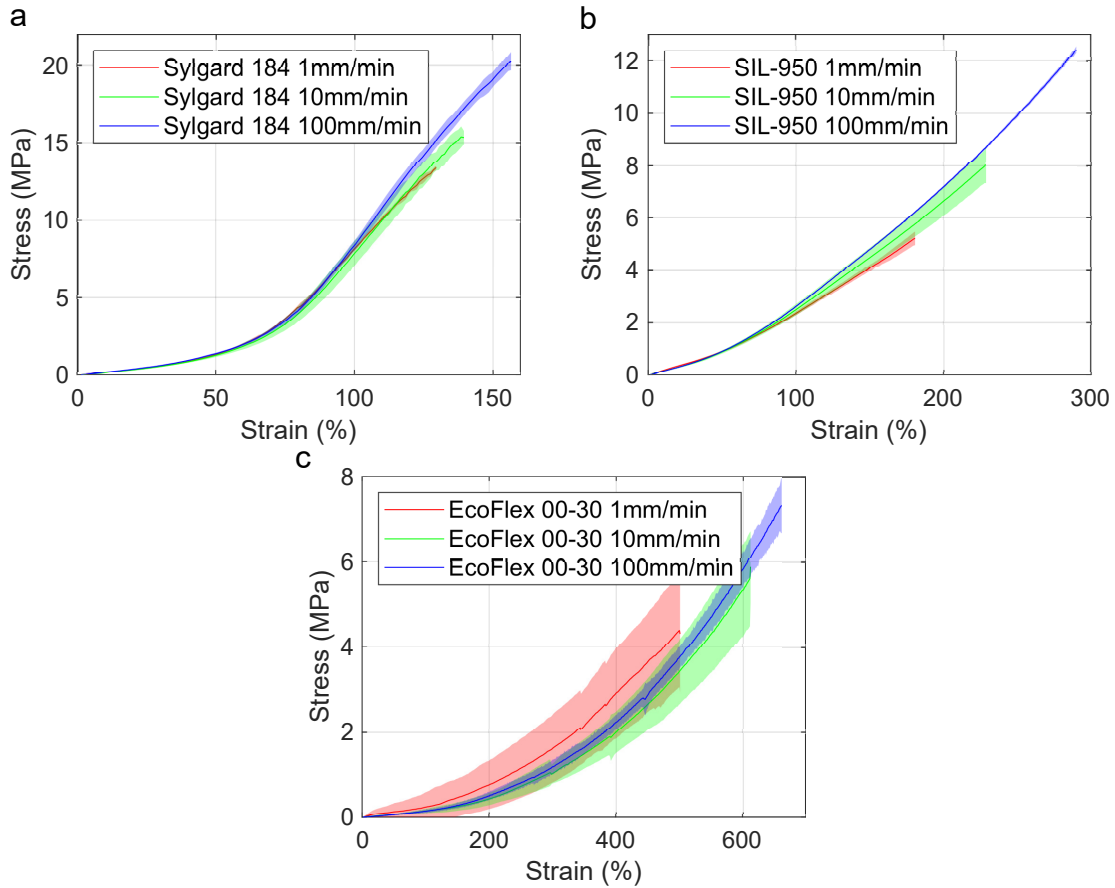 a
20
15
10
5
0
Stress (MPa)
Sylgard 184 1mm/min
Sylgard 184 10mm/min
Sylgard 184 100mm/min
0
50
100
150
Strain (%)
b
12
10
8
6
4
2
0
Stress (MPa)
SIL-950 1mm/min
SIL-950 10mm/min
SIL-950 100mm/min
0
100
200
300
Strain (%)
c
8
6
4
2
0
Stress (MPa)
EcoFlex 00-30 1mm/min
EcoFlex 00-30 10mm/min
EcoFlex 00-30 100mm/min
0
200
400
600
Strain (%)